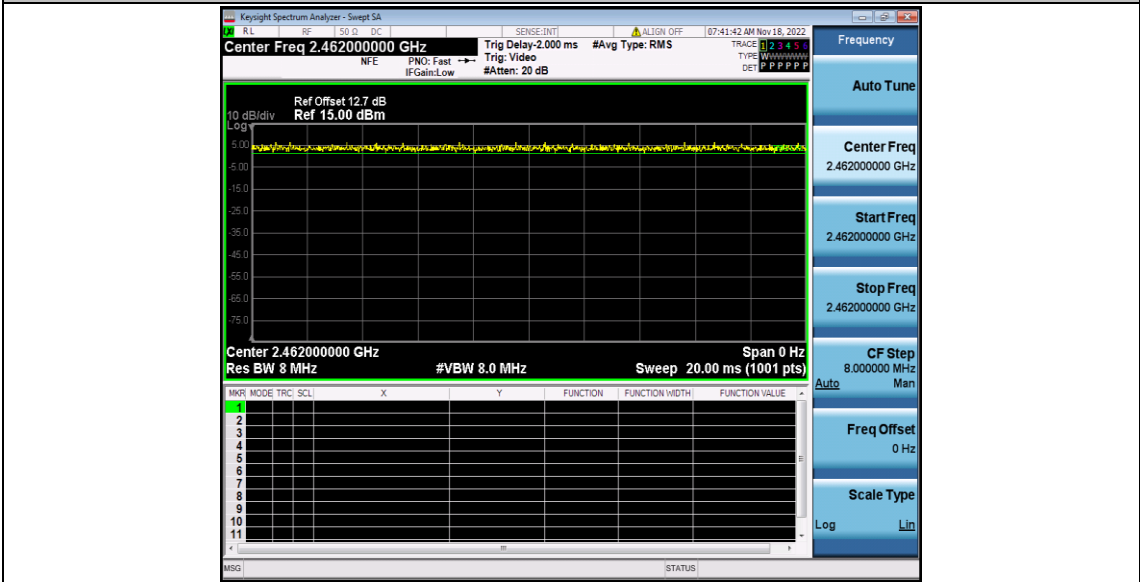 Keysight Spectrum Analyzer - Swept SA
RL RF 50 Ω DC SENSE:INT ALIGN OFF 07:41:42 AM Nov 18, 2022
Center Freq 2.462000000 GHz Trig Delay-2.000 ms #Avg Type: RMS TRACE 1 2 3 4 5 6
NFE PNO: Fast Trig: Video TYPE W
IFGain:Low #Atten: 20 dB DET P P P P P P
Ref Offset 12.7 dB
10 dB/div Ref 15.00 dBm
Log
5.00
-5.00
-15.0
-25.0
-35.0
-45.0
-55.0
-65.0
-75.0
Center 2.462000000 GHz Span 0 Hz
Res BW 8 MHz #VBW 8.0 MHz Sweep 20.00 ms (1001 pts)
MKR MODE TRC SCL X Y FUNCTION FUNCTION WIDTH FUNCTION VALUE
1
2
3
4
5
6
7
8
9
10
11
MSG STATUS
Frequency
Auto Tune
Center Freq
2.462000000 GHz
Start Freq
2.462000000 GHz
Stop Freq
2.462000000 GHz
CF Step
8.000000 MHz
Auto Man
Freq Offset
0 Hz
Scale Type
Log Lin